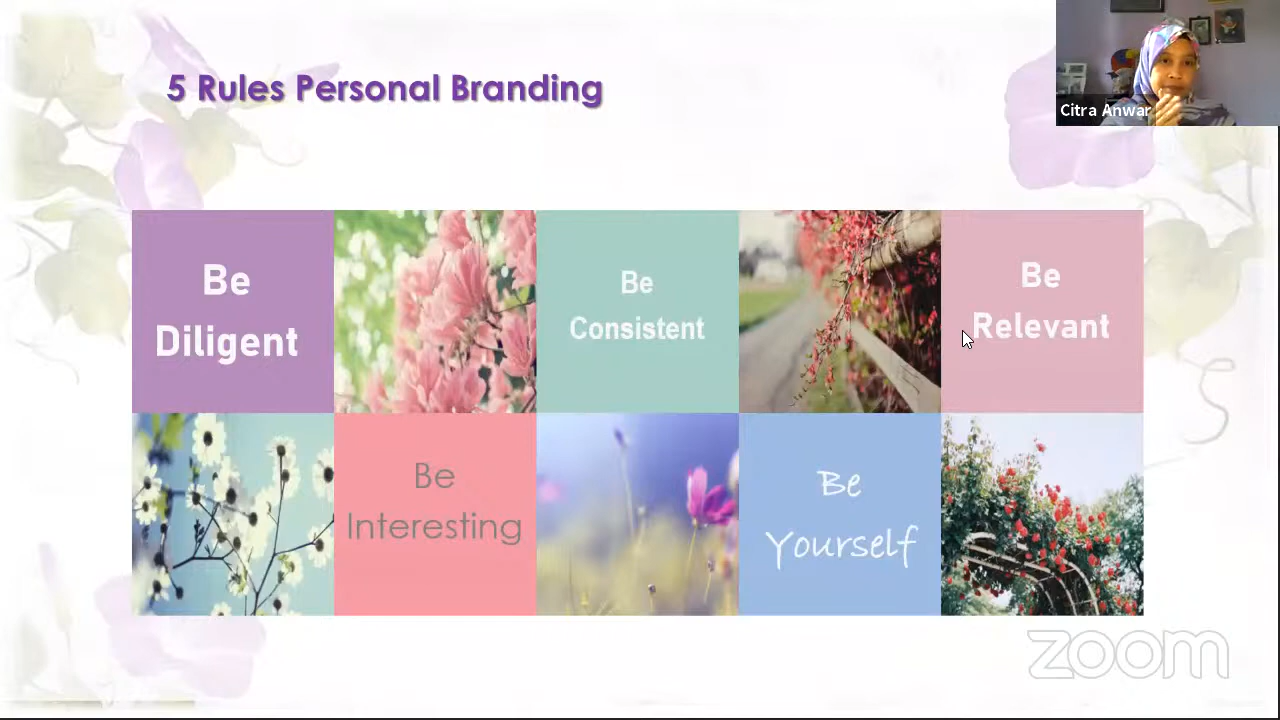 5 Rules Personal Branding
Citra Anwar
Be
Diligent
Be
Consistent
Be
Relevant
Be
Interesting
Be
Yourself
zoom